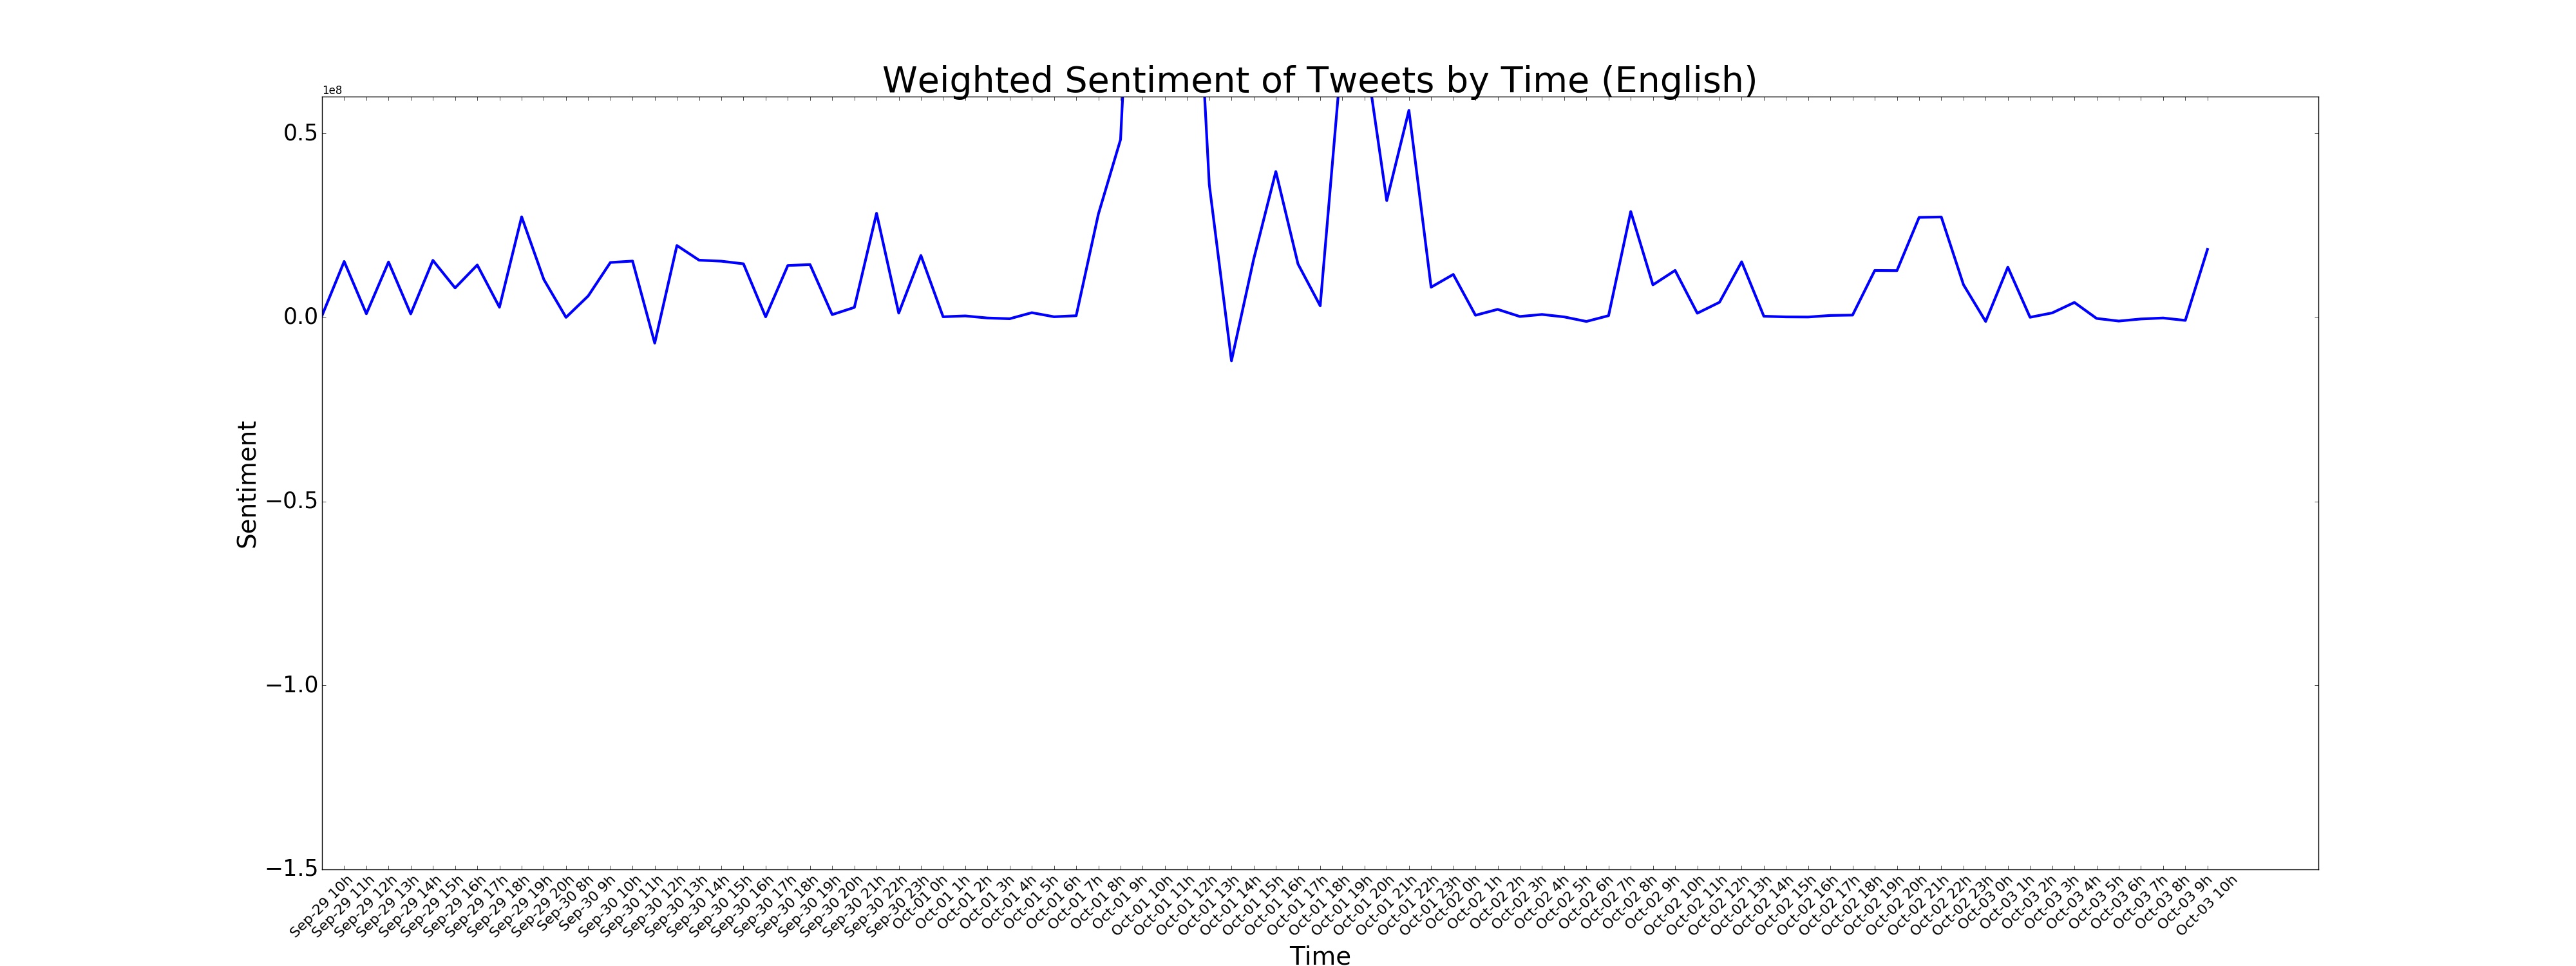 Weighted Sentiment of Tweets by Time (English)
1e8
0.5
0.0
−0.5
−1.0
−1.5
Sentiment
Sep-29 10h
Sep-29 11h
Sep-29 12h
Sep-29 13h
Sep-29 14h
Sep-29 15h
Sep-29 16h
Sep-29 17h
Sep-29 18h
Sep-29 19h
Sep-29 20h
Sep-30 8h
Sep-30 9h
Sep-30 10h
Sep-30 11h
Sep-30 12h
Sep-30 13h
Sep-30 14h
Sep-30 15h
Sep-30 16h
Sep-30 17h
Sep-30 18h
Sep-30 19h
Sep-30 20h
Sep-30 21h
Sep-30 22h
Sep-30 23h
Oct-01 0h
Oct-01 1h
Oct-01 2h
Oct-01 3h
Oct-01 4h
Oct-01 5h
Oct-01 6h
Oct-01 7h
Oct-01 8h
Oct-01 9h
Oct-01 10h
Oct-01 11h
Oct-01 12h
Oct-01 13h
Oct-01 14h
Oct-01 15h
Oct-01 16h
Oct-01 17h
Oct-01 18h
Oct-01 19h
Oct-01 20h
Oct-01 21h
Oct-01 22h
Oct-01 23h
Oct-02 0h
Oct-02 1h
Oct-02 2h
Oct-02 3h
Oct-02 4h
Oct-02 5h
Oct-02 6h
Oct-02 7h
Oct-02 8h
Oct-02 9h
Oct-02 10h
Oct-02 11h
Oct-02 12h
Oct-02 13h
Oct-02 14h
Oct-02 15h
Oct-02 16h
Oct-02 17h
Oct-02 18h
Oct-02 19h
Oct-02 20h
Oct-02 21h
Oct-02 22h
Oct-02 23h
Oct-03 0h
Oct-03 1h
Oct-03 2h
Oct-03 3h
Oct-03 4h
Oct-03 5h
Oct-03 6h
Oct-03 7h
Oct-03 8h
Oct-03 9h
Oct-03 10h
Time